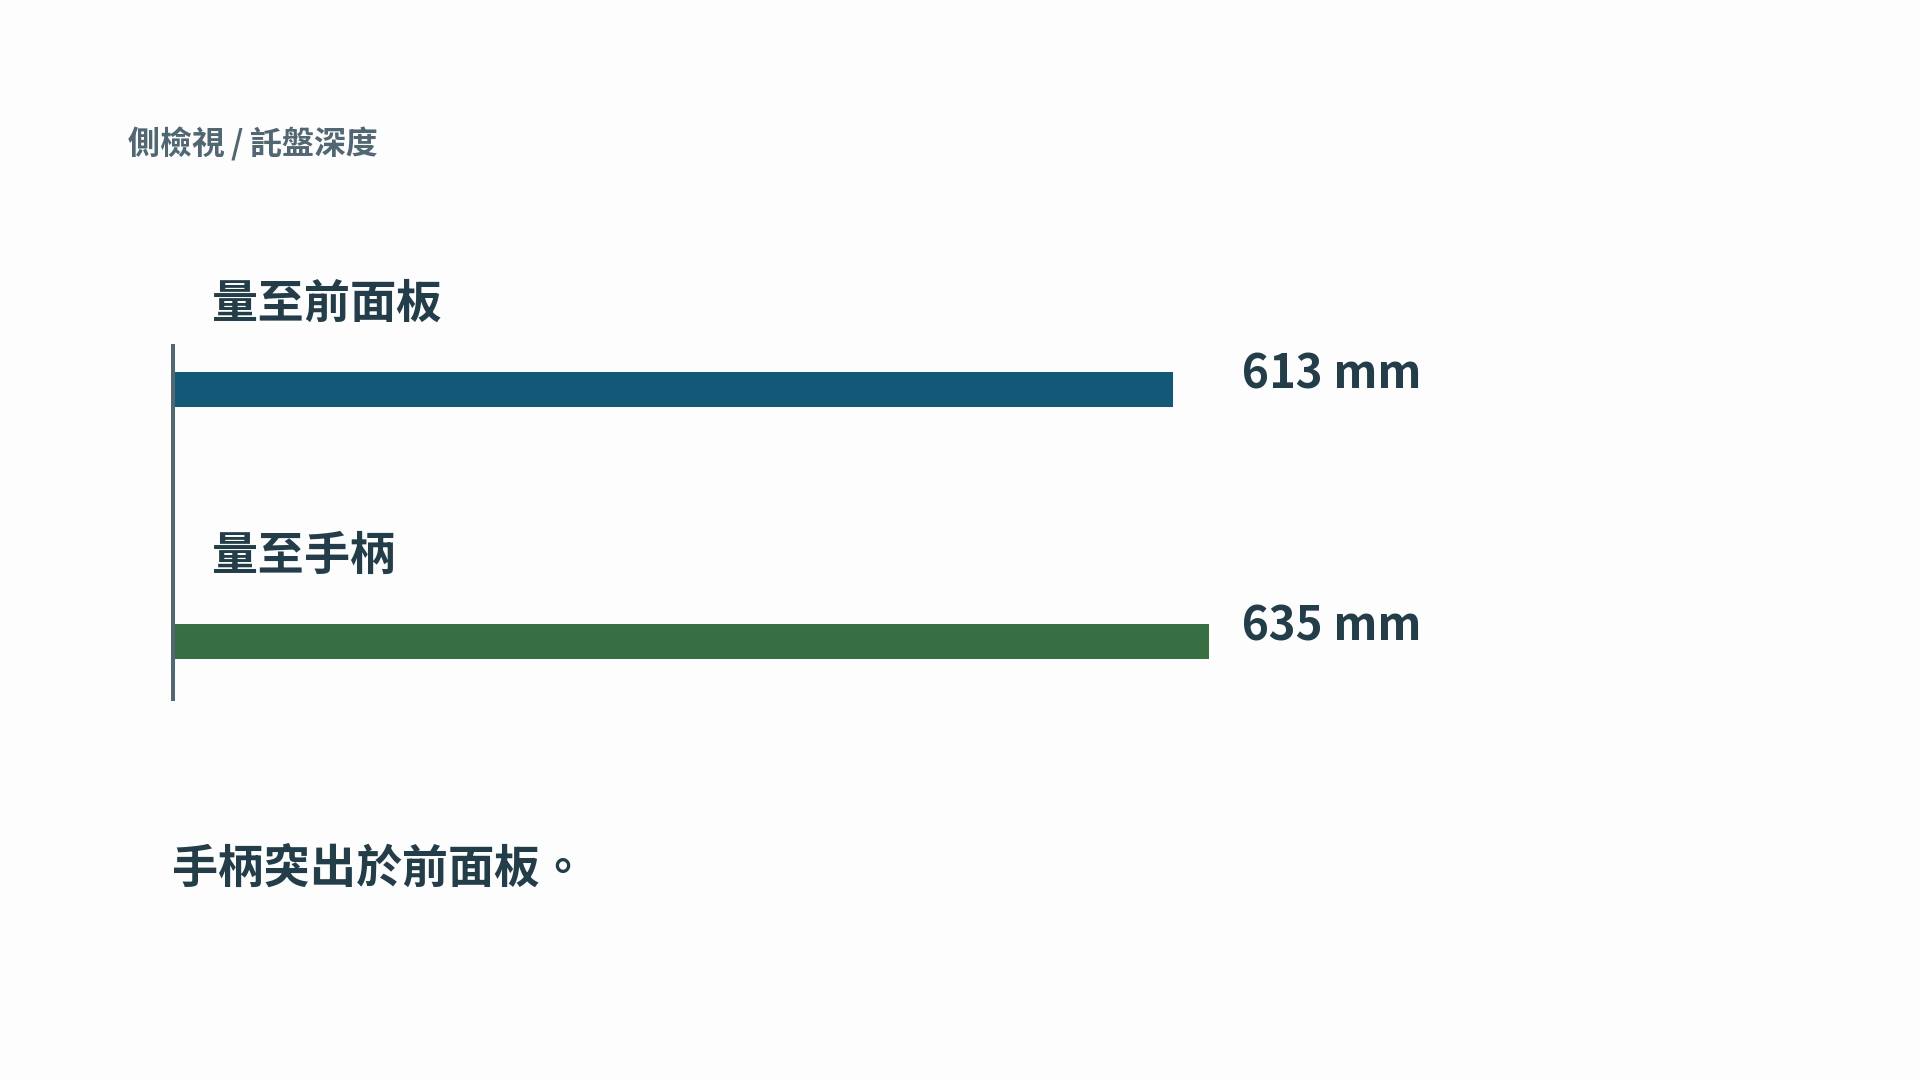 側檢視 / 託盤深度
量至前面板
613 mm
量至手柄
635 mm
手柄突出於前面板。